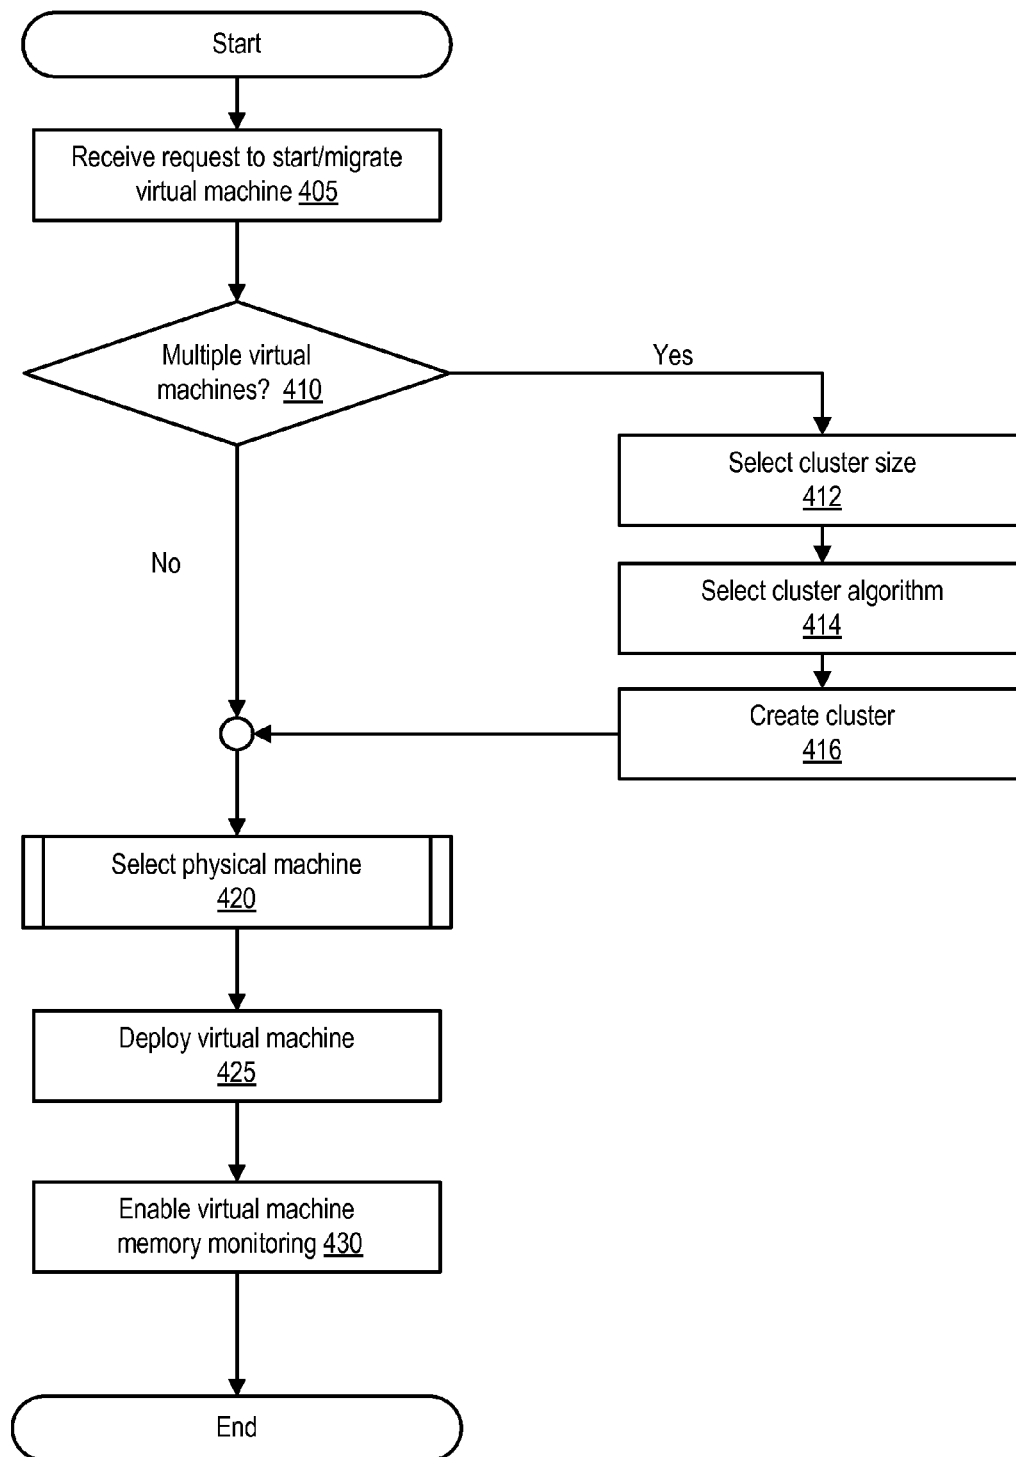 Start
Receive request to start/migrate
virtual machine 405
Multiple virtual
machines? 410
Yes
Select cluster size
412
Select cluster algorithm
414
No
Create cluster
416
Select physical machine
420
Deploy virtual machine
425
Enable virtual machine
memory monitoring 430
End